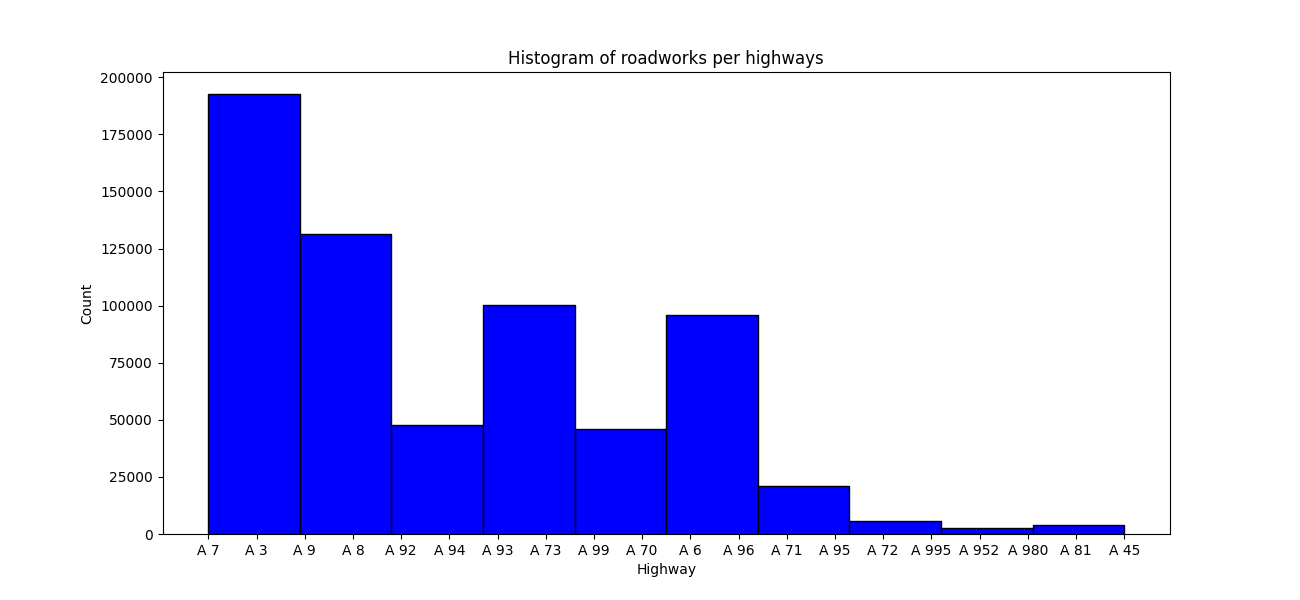 Histogram of roadworks per highways
200000
175000
150000
125000
100000
75000
50000
25000
0
Count
A 7 A 3 A 9 A 8 A 92 A 94 A 93 A 73 A 99 A 70 A 6 A 96 A 71 A 95 A 72 A 995 A 952 A 980 A 81 A 45
Highway